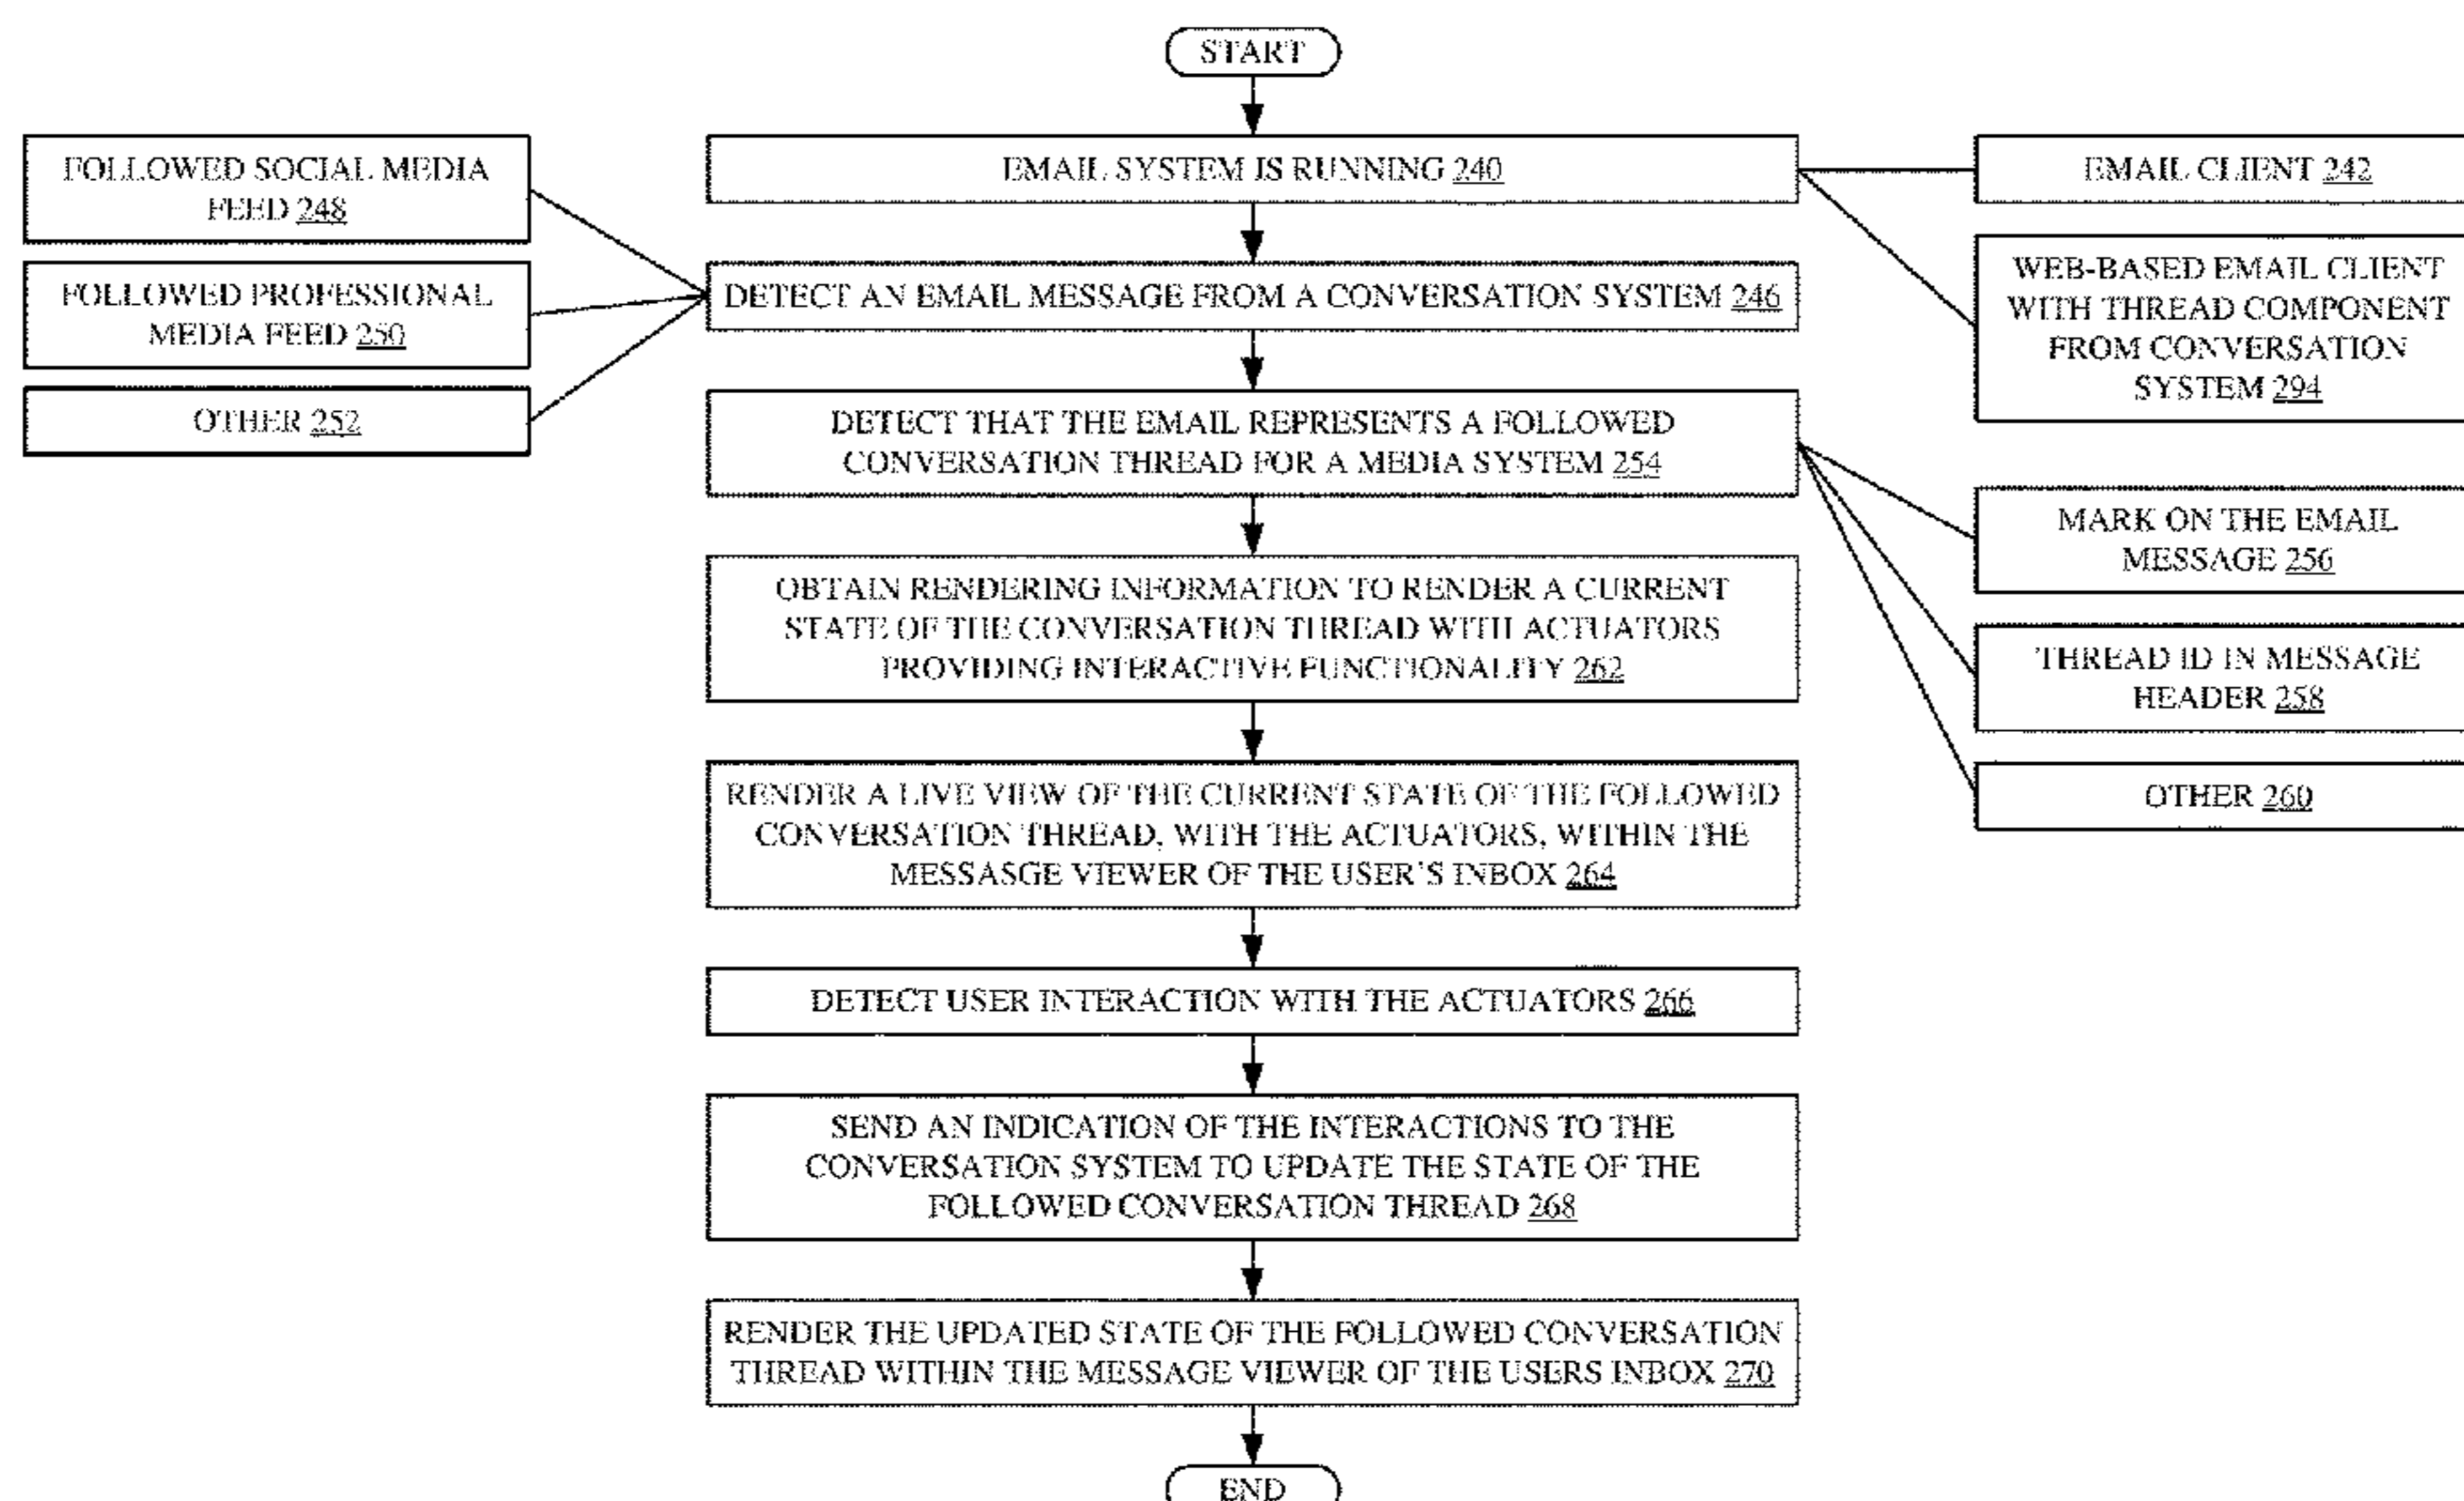 START
EMAIL SYSTEM IS RUNNING 240
EMAIL CLIENT 242
FOLLOWED SOCIAL MEDIA
FEED 248
FOLLOWED PROFESSIONAL
MEDIA FEED 250
OTHER 252
DETECT AN EMAIL MESSAGE FROM A CONVERSATION SYSTEM 246
WEB-BASED EMAIL CLIENT
WITH THREAD COMPONENT
FROM CONVERSATION
SYSTEM 294
DETECT THAT THE EMAIL REPRESENTS A FOLLOWED
CONVERSATION THREAD FOR A MEDIA SYSTEM 254
MARK ON THE EMAIL
MESSAGE 256
THREAD ID IN MESSAGE
HEADER 258
OTHER 260
OBTAIN RENDERING INFORMATION TO RENDER A CURRENT
STATE OF THE CONVERSATION THREAD WITH ACTUATORS
PROVIDING INTERACTIVE FUNCTIONALITY 262
RENDER A LIVE VIEW OF THE CURRENT STATE OF THE FOLLOWED
CONVERSATION THREAD, WITH THE ACTUATORS, WITHIN THE
MESSASGE VIEWER OF THE USER'S INBOX 264
DETECT USER INTERACTION WITH THE ACTUATORS 266
SEND AN INDICATION OF THE INTERACTIONS TO THE
CONVERSATION SYSTEM TO UPDATE THE STATE OF THE
FOLLOWED CONVERSATION THREAD 268
RENDER THE UPDATED STATE OF THE FOLLOWED CONVERSATION
THREAD WITHIN THE MESSAGE VIEWER OF THE USERS INBOX 270
END